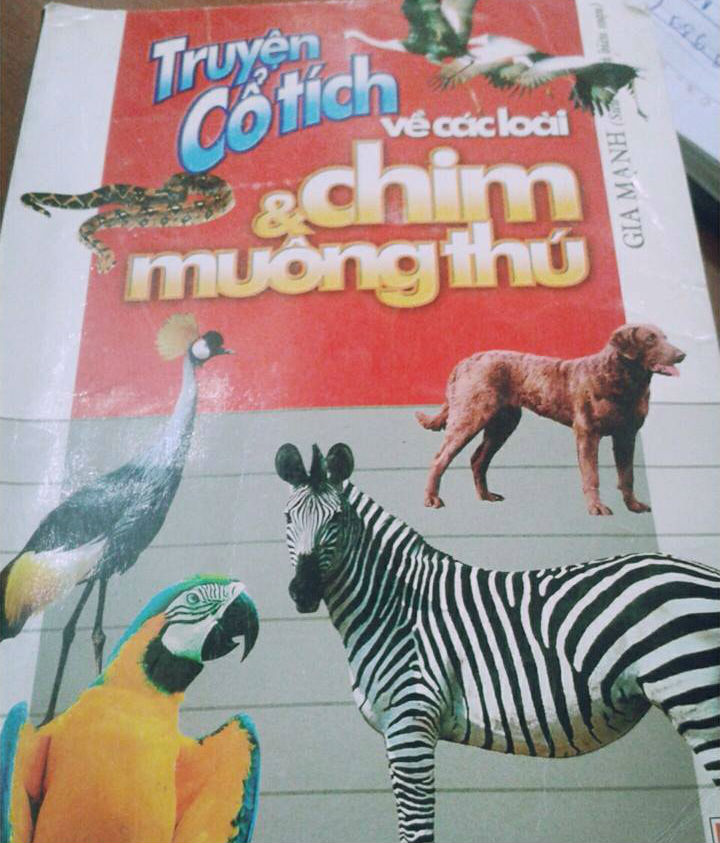 Truyện
Cổ tích
về các loài
chim
& muông thú
GIA MẠNH